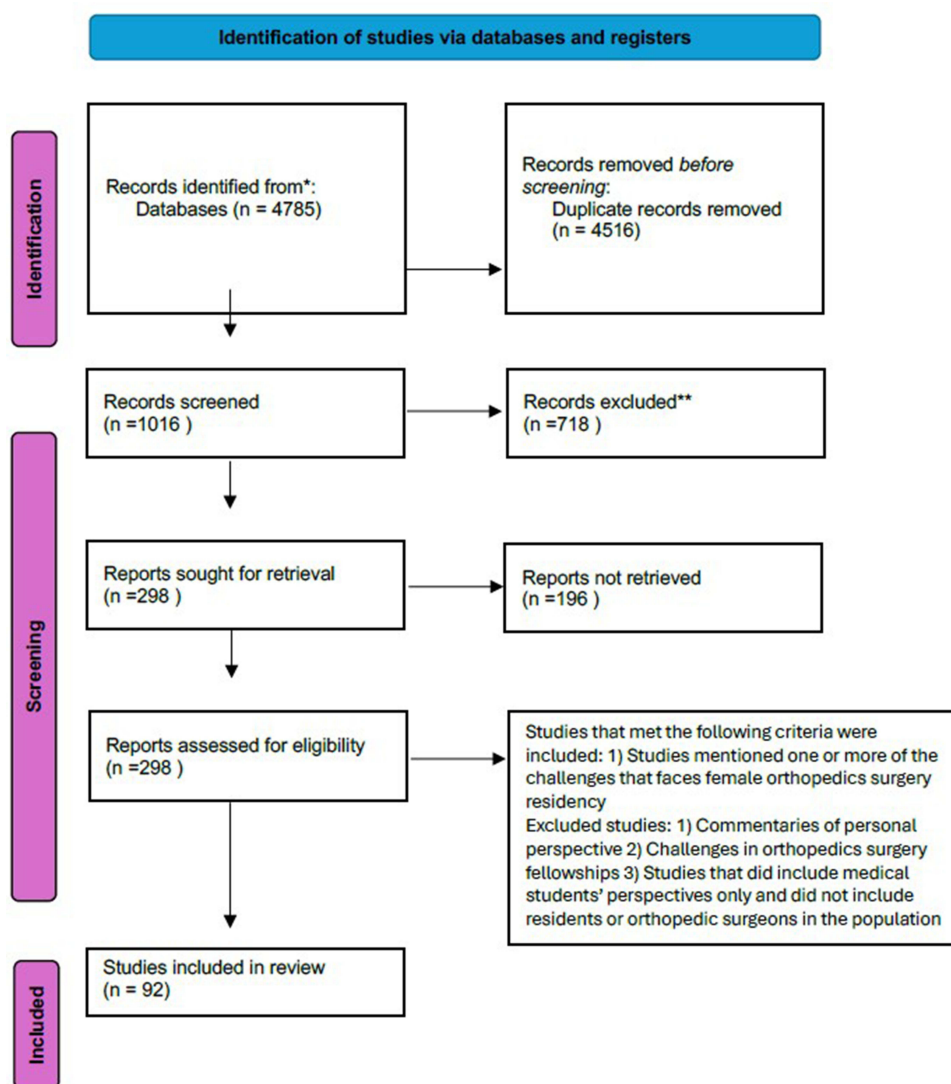 Identification of studies via databases and registers
Identification
Records identified from*:
Databases (n = 4785)
Records removed before
screening:
Duplicate records removed
(n = 4516)
Screening
Records screened
(n =1016 )
Records excluded**
(n =718 )
Reports sought for retrieval
(n =298 )
Reports not retrieved
(n =196 )
Reports assessed for eligibility
(n =298 )
Studies that met the following criteria were
included: 1) Studies mentioned one or more of the
challenges that faces female orthopedics surgery
residency
Excluded studies: 1) Commentaries of personal
perspective 2) Challenges in orthopedics surgery
fellowships 3) Studies that did include medical
students' perspectives only and did not include
residents or orthopedic surgeons in the population
Included
Studies included in review
(n = 92)